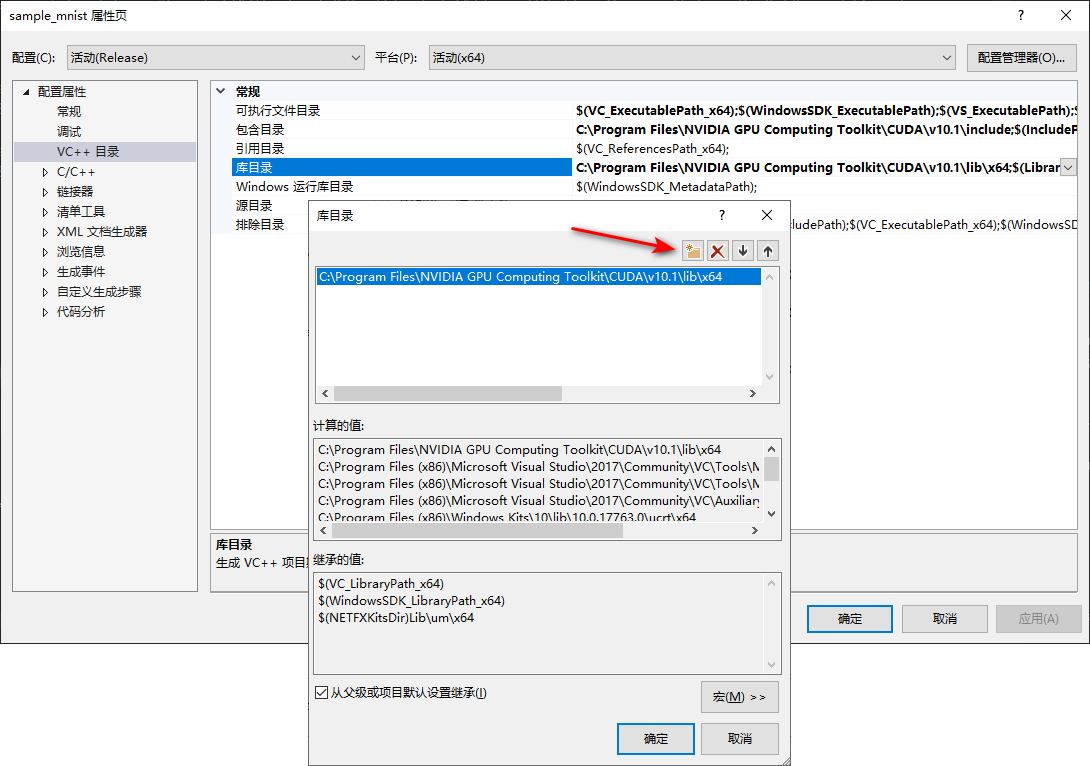 sample_mnist 属性页
配置(C):
活动(Release)
平台(P):
活动(x64)
配置管理器(O)...
配置属性
常规
调试
VC++ 目录
C/C++
链接器
清单工具
XML 文档生成器
浏览信息
生成事件
自定义生成步骤
代码分析
常规
可执行文件目录 $(VC_ExecutablePath_x64);$(WindowsSDK_ExecutablePath);$(VS_ExecutablePath);
包含目录 C:\Program Files\NVIDIA GPU Computing Toolkit\CUDA\v10.1\include;$(IncludeP
引用目录 $(VC_ReferencesPath_x64);
库目录 C:\Program Files\NVIDIA GPU Computing Toolkit\CUDA\v10.1\lib\x64;$(Librar
Windows 运行库目录 $(WindowsSDK_MetadataPath);
源目录
排除目录 ludePath);$(VC_ExecutablePath_x64);$(WindowsSD
库目录
生成 VC++ 项目
确定
取消
应用(A)
库目录
C:\Program Files\NVIDIA GPU Computing Toolkit\CUDA\v10.1\lib\x64
计算的值:
C:\Program Files\NVIDIA GPU Computing Toolkit\CUDA\v10.1\lib\x64
C:\Program Files (x86)\Microsoft Visual Studio\2017\Community\VC\Tools\M
C:\Program Files (x86)\Microsoft Visual Studio\2017\Community\VC\Tools\M
C:\Program Files (x86)\Microsoft Visual Studio\2017\Community\VC\Auxiliary
C:\Program Files (x86)\Windows Kits\10\lib\10.0.17763.0\ucrt\x64
继承的值:
$(VC_LibraryPath_x64)
$(WindowsSDK_LibraryPath_x64)
$(NETFXKitsDir)Lib\um\x64
从父级或项目默认设置继承(I)
宏(M) >>
确定
取消